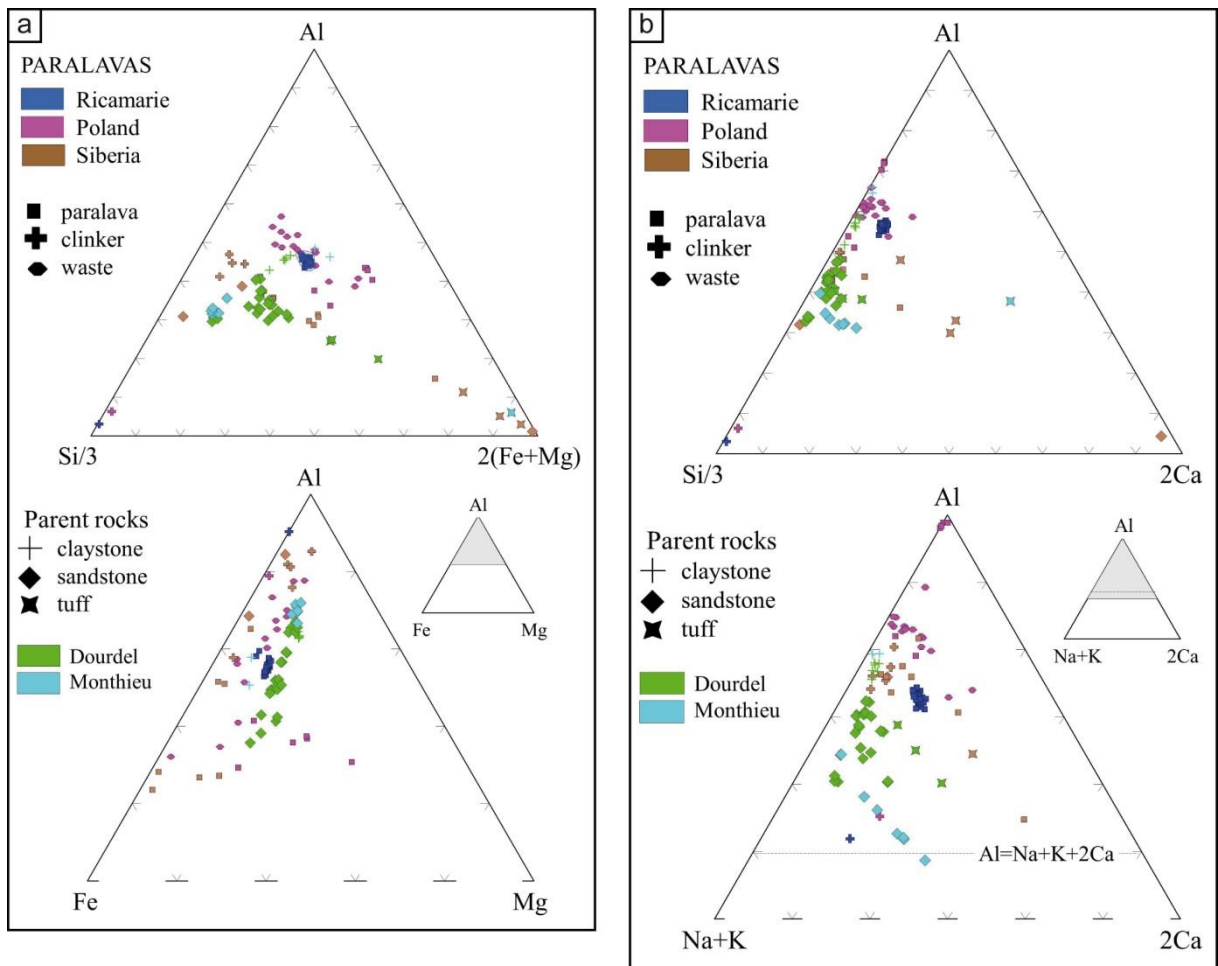 a
Al
PARALAVAS
Ricamarie
Poland
Siberia
paralava
clinker
waste
Si/3
2(Fe+Mg)
Al
Parent rocks
claystone
sandstone
tuff
Dourdel
Monthieu
Al
Fe
Mg
Fe
Mg
b
Al
PARALAVAS
Ricamarie
Poland
Siberia
paralava
clinker
waste
Si/3
2Ca
Al
Parent rocks
claystone
sandstone
tuff
Dourdel
Monthieu
Al
Na+K
2Ca
Al=Na+K+2Ca
Na+K
2Ca